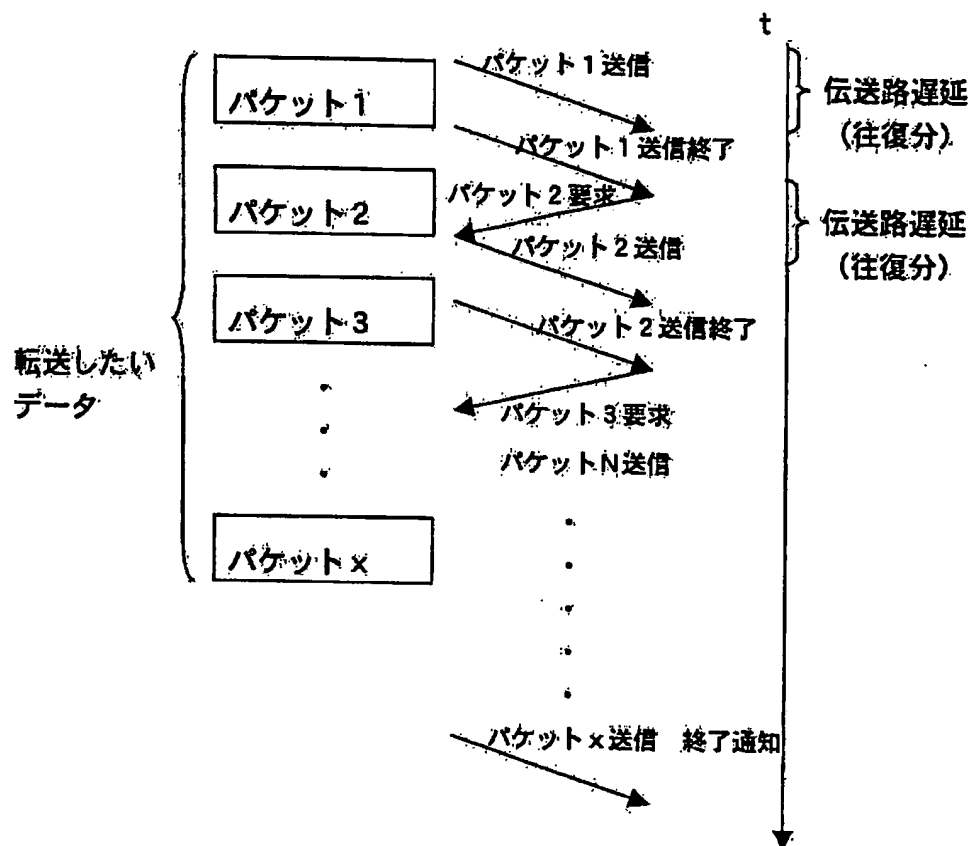 t
パケット1送信
パケット1
伝送路遅延
(往復分)
パケット1送信終了
パケット2要求
パケット2
伝送路遅延
(往復分)
パケット2送信
パケット3
パケット2送信終了
転送したい
データ
パケット3要求
パケットN送信
パケットx
パケットx送信 終了通知